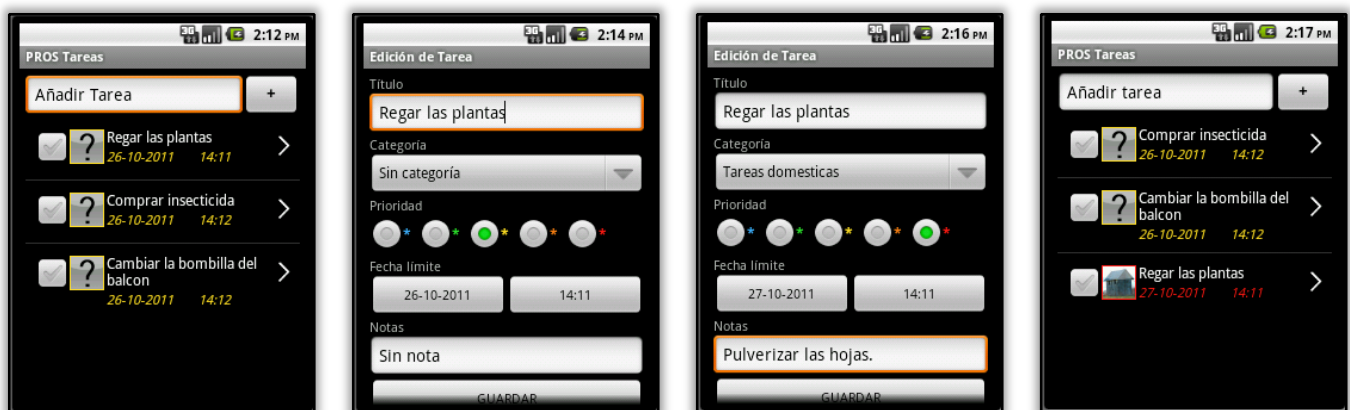 3G 2:12 PM
PROS Tareas
Añadir Tarea +
Regar las plantas
26-10-2011 14:11
Comprar insecticida
26-10-2011 14:12
Cambiar la bombilla del
balcon
26-10-2011 14:12
3G 2:14 PM
Edición de Tarea
Título
Regar las plantas
Categoría
Sin categoría
Prioridad
* * * * *
Fecha límite
26-10-2011 14:11
Notas
Sin nota
GUARDAR
3G 2:16 PM
Edición de Tarea
Título
Regar las plantas
Categoría
Tareas domesticas
Prioridad
* * * * *
Fecha límite
27-10-2011 14:11
Notas
Pulverizar las hojas.
GUARDAR
3G 2:17 PM
PROS Tareas
Añadir tarea +
Comprar insecticida
26-10-2011 14:12
Cambiar la bombilla del
balcon
26-10-2011 14:12
Regar las plantas
27-10-2011 14:11